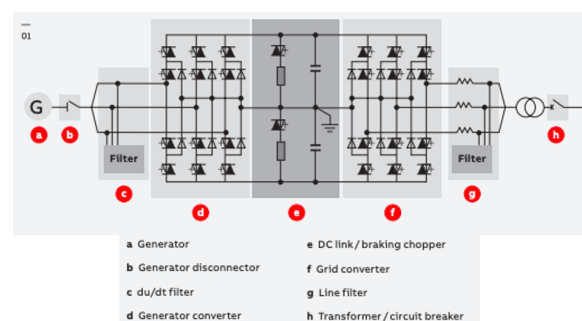 01
G
Filter
Filter
a
b
c
d
e
f
g
h
a Generator
b Generator disconnector
c du/dt filter
d Generator converter
e DC link/braking chopper
f Grid converter
g Line filter
h Transformer/circuit breaker